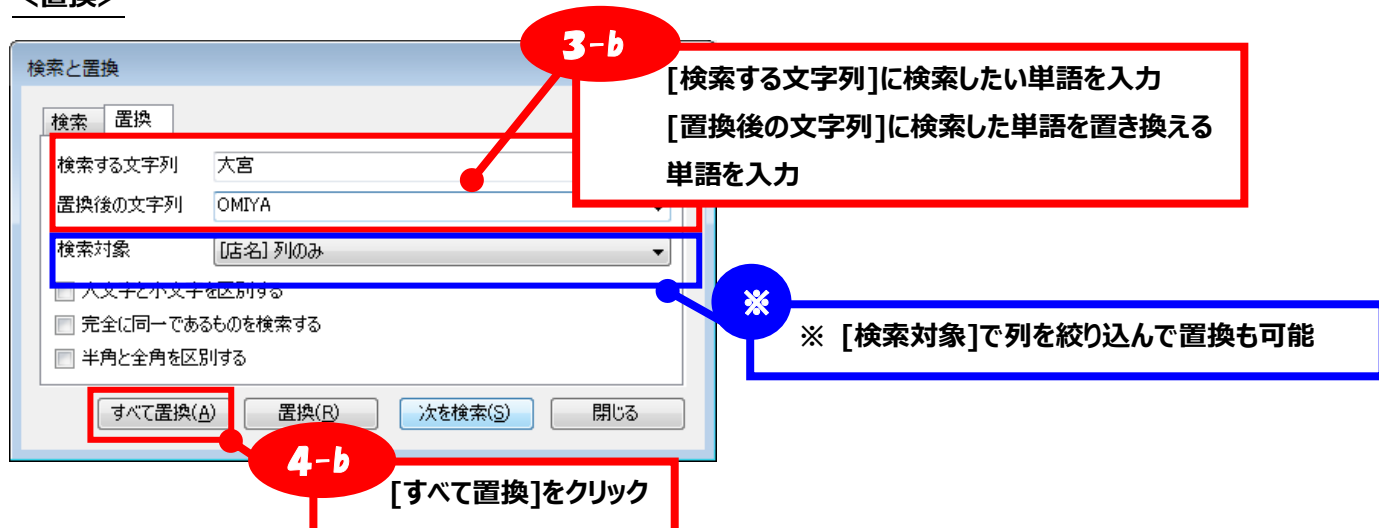 <置換>
3-b
[検索する文字列]に検索したい単語を入力
[置換後の文字列]に検索した単語を置き換える
単語を入力
検索と置換
検索 置換
検索する文字列 大宮
置換後の文字列 OMIYA
検索対象 [店名] 列のみ
大文字と小文字を区別する
完全に同一であるものを検索する
半角と全角を区別する
※
※ [検索対象]で列を絞り込んで置換も可能
すべて置換(A) 置換(R) 次を検索(S) 閉じる
4-b
[すべて置換]をクリック